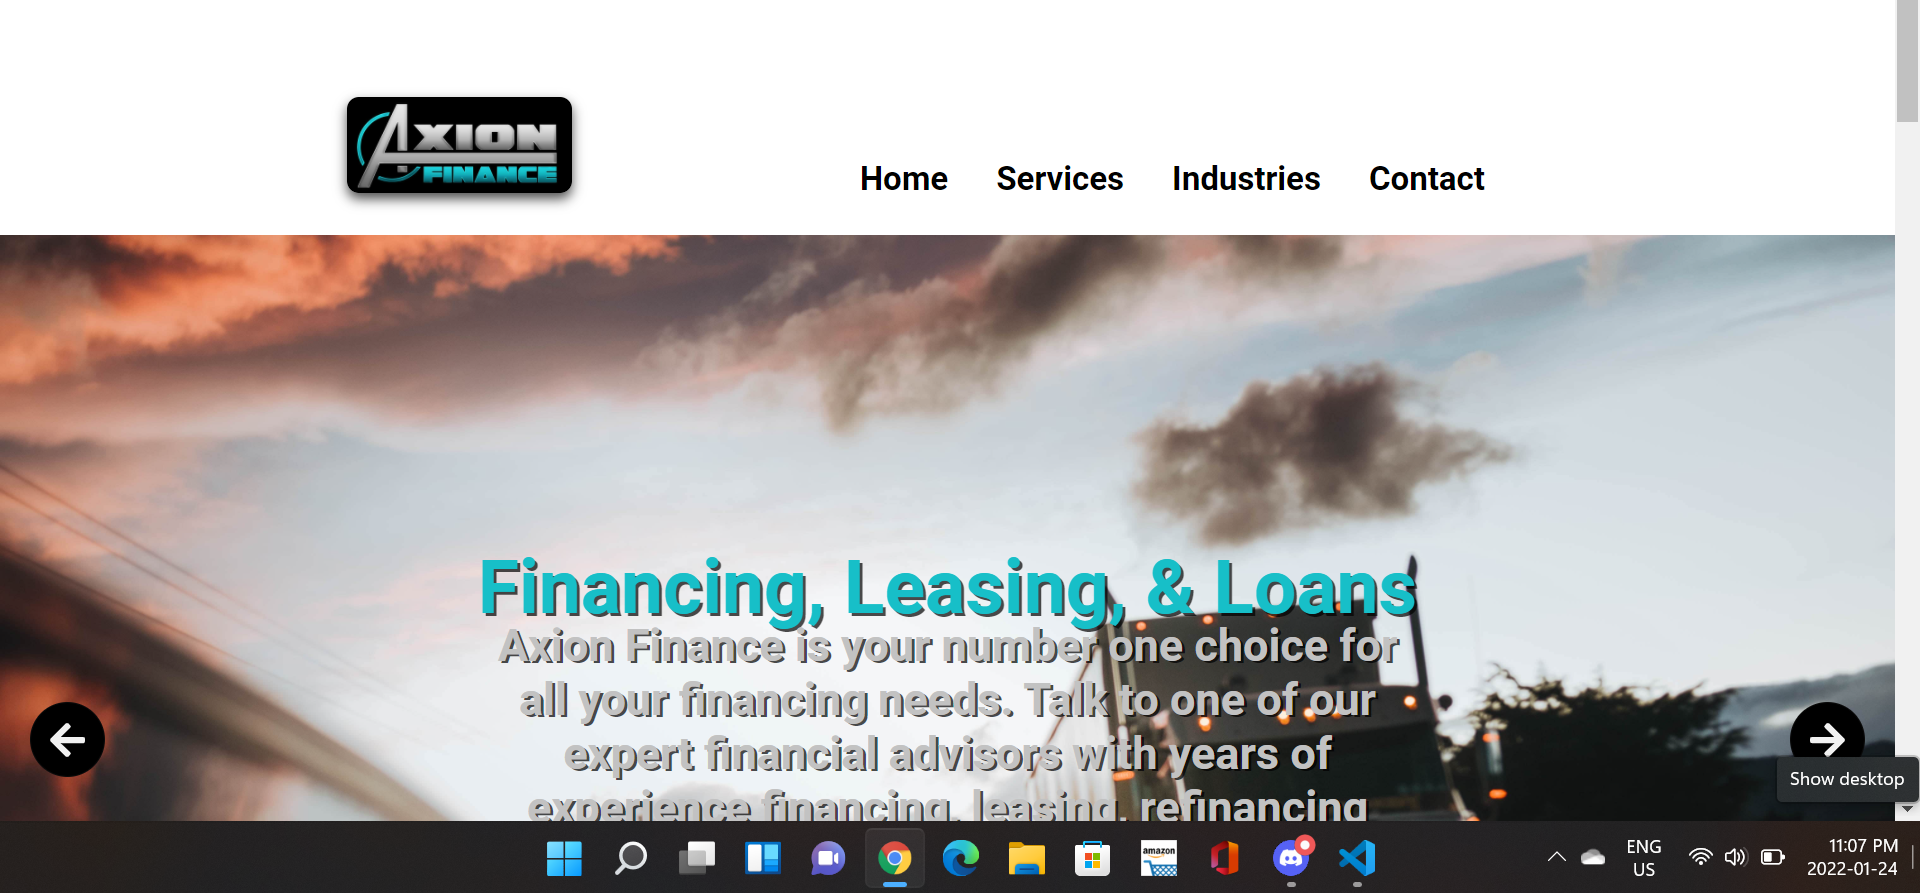 AXION
FINANCE
Home Services Industries Contact
Financing, Leasing, & Loans
Axion Finance is your number one choice for
all your financing needs. Talk to one of our
expert financial advisors with years of
experience financing, leasing, refinancing
Show desktop
amazon
ENG
US
11:07 PM
2022-01-24